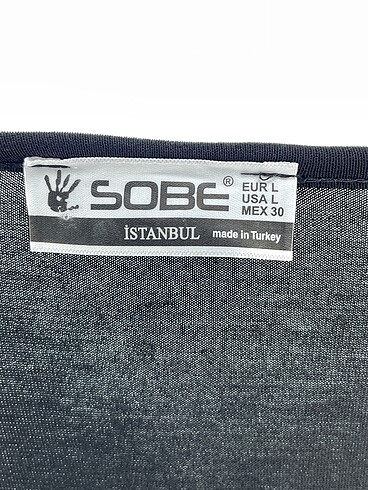 SOBE®
EUR L
USA L
MEX 30
İSTANBUL
made in Turkey